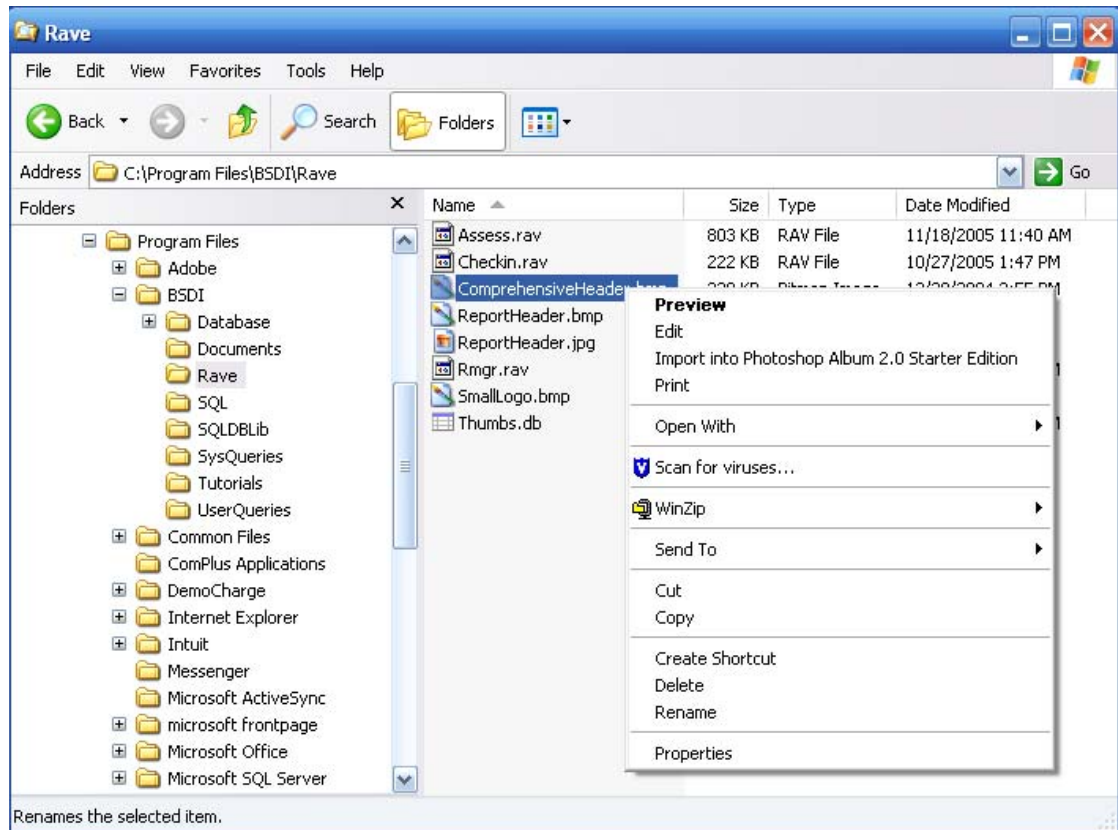 Rave
File Edit View Favorites Tools Help
Back Search Folders
Address C:\Program Files\BSDI\Rave Go
Folders
Program Files
Adobe
BSDI
Database
Documents
Rave
SQL
SQLDBLib
SysQueries
Tutorials
UserQueries
Common Files
ComPlus Applications
DemoCharge
Internet Explorer
Intuit
Messenger
Microsoft ActiveSync
microsoft frontpage
Microsoft Office
Microsoft SQL Server
Name Size Type Date Modified
Assess.rav 803 KB RAV File 11/18/2005 11:40 AM
Checkin.rav 222 KB RAV File 10/27/2005 1:47 PM
ComprehensiveHeader.bmp KB Bitmap Image
ReportHeader.bmp
ReportHeader.jpg
Rmgr.rav
SmallLogo.bmp
Thumbs.db
Preview
Edit
Import into Photoshop Album 2.0 Starter Edition
Print
Open With
Scan for viruses...
WinZip
Send To
Cut
Copy
Create Shortcut
Delete
Rename
Properties
Renames the selected item.